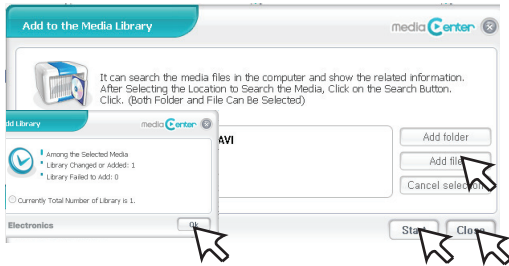 Add to the Media Library
media Center
It can search the media files in the computer and show the related information.
After Selecting the Location to Search the Media, Click on the Search Button.
Click. (Both Folder and File Can Be Selected)
AVI
Add folder
Add file
Cancel selection
Start
Close
dd Library
media Center
Among the Selected Media
Library Changed or Added: 1
Library Failed to Add: 0
Currently Total Number of Library is 1.
Electronics
Ok